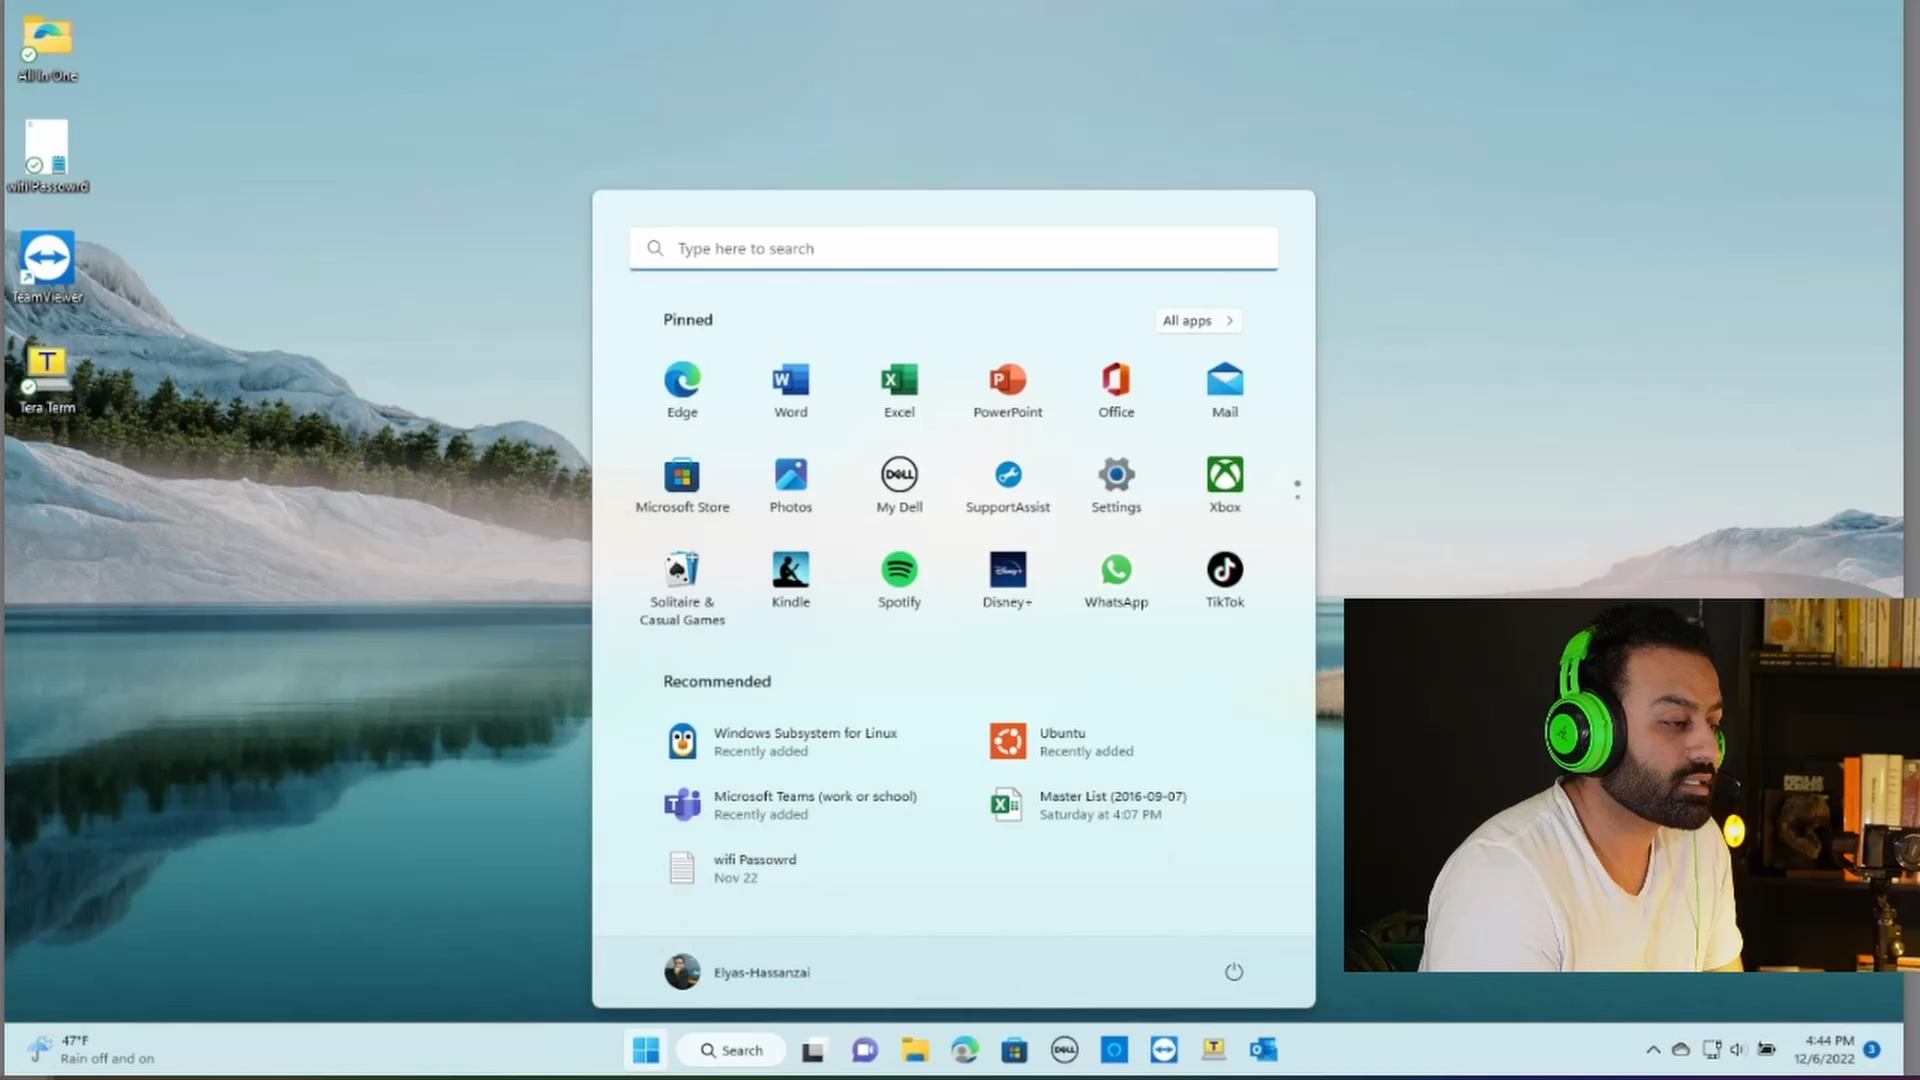 All In One
wifi Passowrd
TeamViewer
T
Tera Term
Type here to search
Pinned
All apps
Edge
Word
Excel
PowerPoint
Office
Mail
Microsoft Store
Photos
My Dell
SupportAssist
Settings
Xbox
Solitaire &
Casual Games
Kindle
Spotify
Disney+
WhatsApp
TikTok
Recommended
Windows Subsystem for Linux
Recently added
Ubuntu
Recently added
Microsoft Teams (work or school)
Recently added
Master List (2016-09-07)
Saturday at 4:07 PM
wifi Passowrd
Nov 22
Elyas-Hassanzai
POPULAR
SCIENCE
47°F
Rain off and on
Search
DELL
4:44 PM
12/6/2022
3